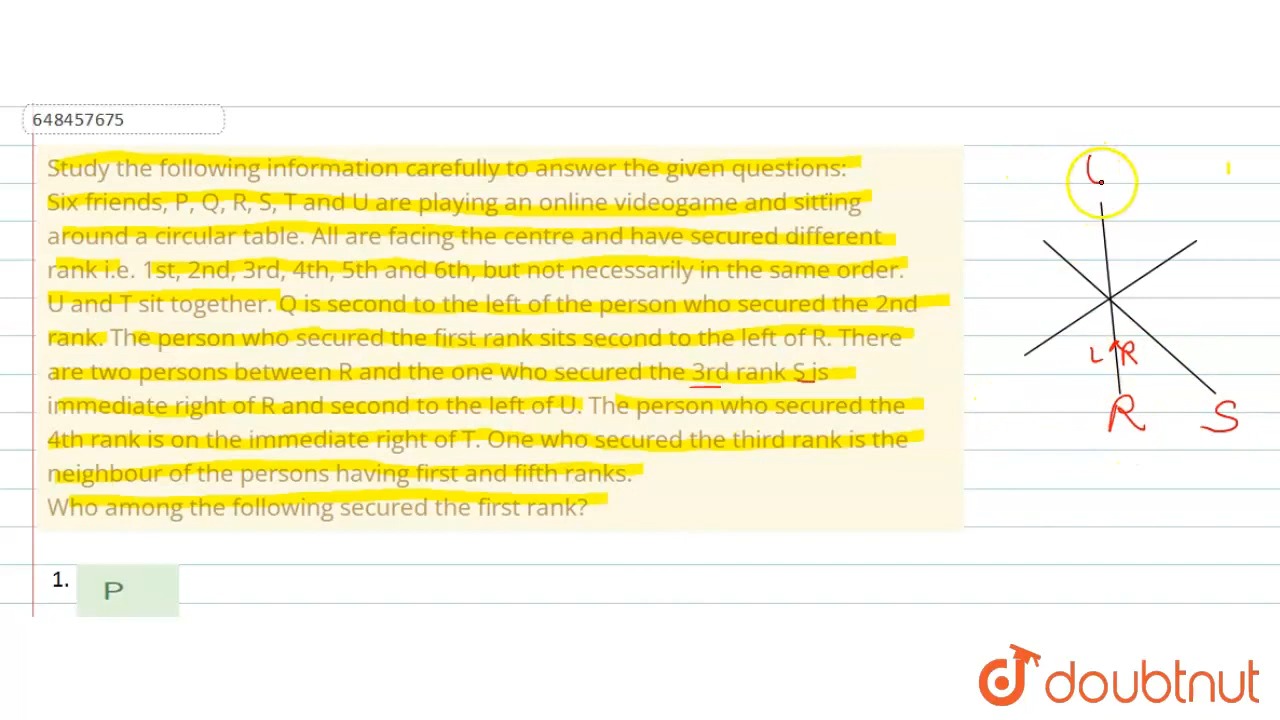 648457675
Study the following information carefully to answer the given questions:
Six friends, P, Q, R, S, T and U are playing an online videogame and sitting
around a circular table. All are facing the centre and have secured different
rank i.e. 1st, 2nd, 3rd, 4th, 5th and 6th, but not necessarily in the same order.
U and T sit together. Q is second to the left of the person who secured the 2nd
rank. The person who secured the first rank sits second to the left of R. There
are two persons between R and the one who secured the 3rd rank S is
immediate right of R and second to the left of U. The person who secured the
4th rank is on the immediate right of T. One who secured the third rank is the
neighbour of the persons having first and fifth ranks.
Who among the following secured the first rank?
1. P
L R
R S
doubtnut